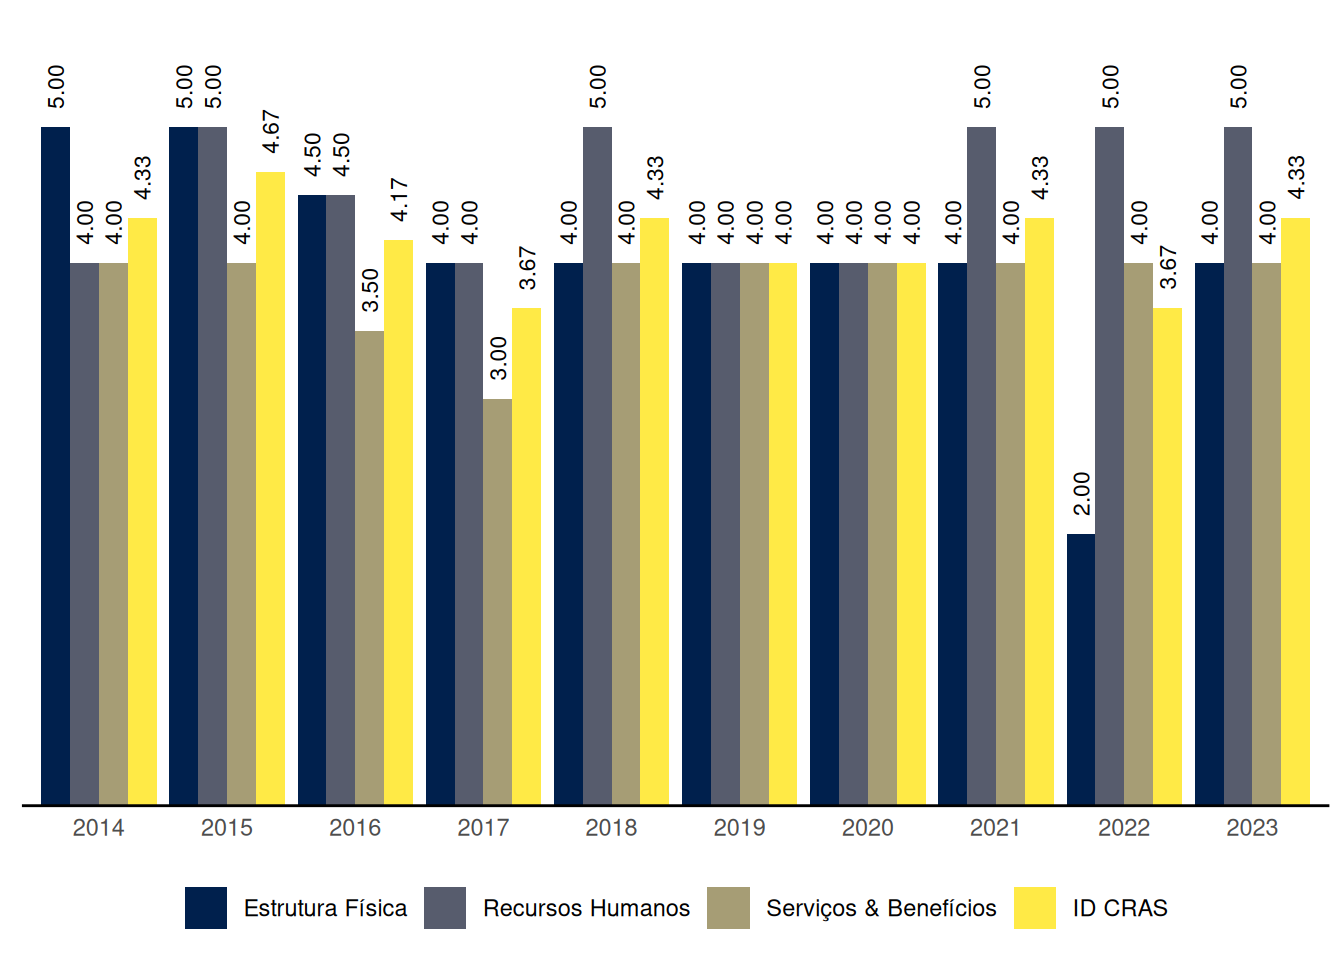 5.00 4.00 4.00 4.33 5.00 5.00 4.00 4.67 4.50 4.50 3.50 4.17 4.00 4.00 3.00 3.67 4.00 5.00 4.00 4.33 4.00 4.00 4.00 4.00 4.00 4.00 4.00 4.00 4.00 5.00 4.00 4.33 2.00 5.00 4.00 3.67 4.00 5.00 4.00 4.33
2014 2015 2016 2017 2018 2019 2020 2021 2022 2023
Estrutura Física Recursos Humanos Serviços & Benefícios ID CRAS